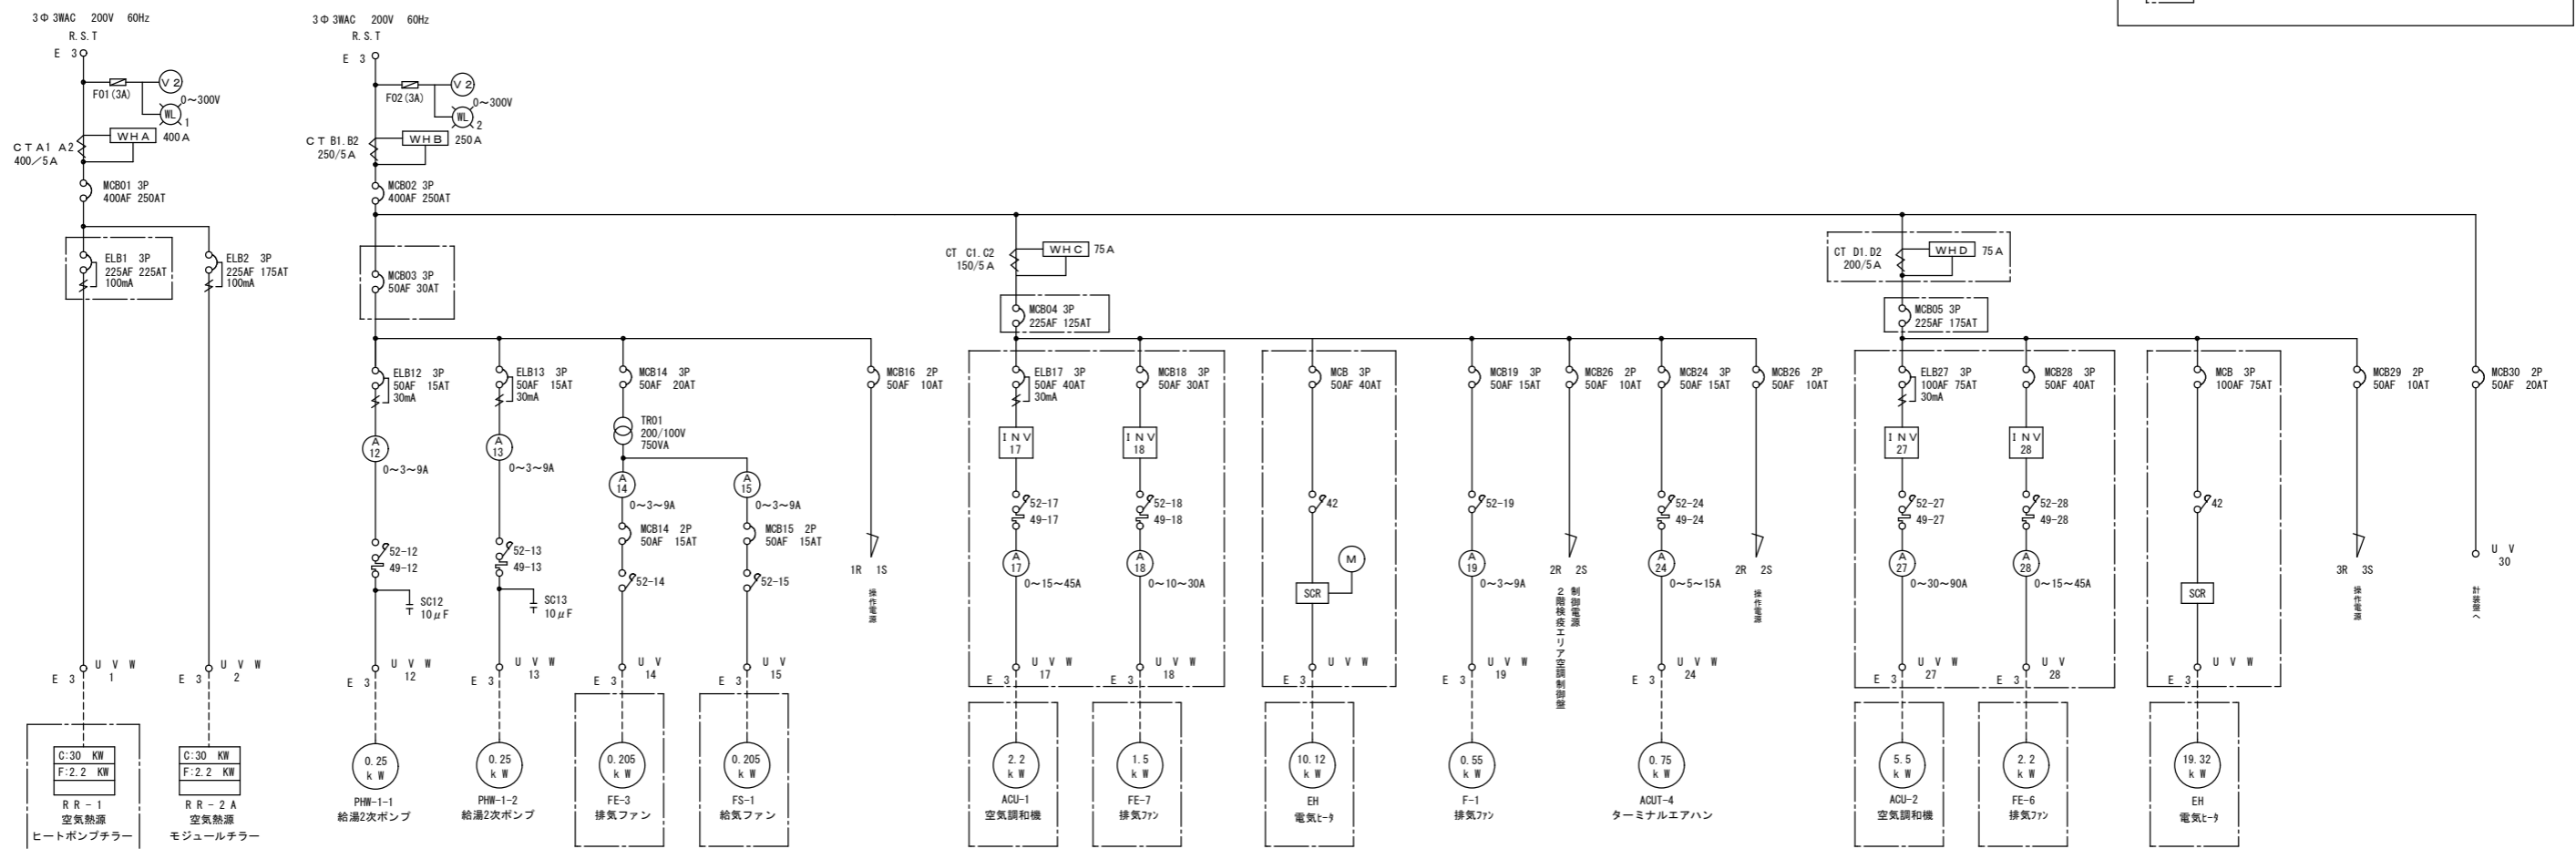 3Φ3WAC 200V 60Hz
R.S.T
E 3
F01(3A)
V 2
0～300V
WL
1
CTA1 A2
400／5A
WHA
400A
MCB01 3P
400AF 250AT
ELB1 3P
225AF 225AT
100mA
ELB2 3P
225AF 175AT
100mA
E 3
U V W
1
E 3
U V W
2
C:30 KW
F:2.2 KW
RR-1
空気熱源
ヒートポンプチラー
C:30 KW
F:2.2 KW
RR-2A
空気熱源
モジュールチラー
3Φ3WAC 200V 60Hz
R.S.T
E 3
F02(3A)
V 2
0～300V
WL
2
CT B1.B2
250/5A
WHB
250A
MCB02 3P
400AF 250AT
MCB03 3P
50AF 30AT
ELB12 3P
50AF 15AT
30mA
A
12
0～3～9A
52-12
49-12
SC12
10μF
E 3
U V W
12
0.25
kW
PHW-1-1
給湯2次ポンプ
ELB13 3P
50AF 15AT
30mA
A
13
0～3～9A
52-13
49-13
SC13
10μF
E 3
U V W
13
0.25
kW
PHW-1-2
給湯2次ポンプ
MCB14 3P
50AF 20AT
TR01
200/100V
750VA
A
14
0～3～9A
MCB14 2P
50AF 15AT
52-14
E 3
U V
14
0.205
kW
FE-3
排気ファン
A
15
0～3～9A
MCB15 2P
50AF 15AT
52-15
E 3
U V
15
0.205
kW
FS-1
給気ファン
MCB16 2P
50AF 10AT
1R 1S
操作電源
CT C1.C2
150/5A
WHC
75A
MCB04 3P
225AF 125AT
ELB17 3P
50AF 40AT
30mA
INV
17
52-17
49-17
A
17
0～15～45A
E 3
U V W
17
2.2
kW
ACU-1
空気調和機
MCB18 3P
50AF 30AT
INV
18
52-18
49-18
A
18
0～10～30A
E 3
U V W
18
1.5
kW
FE-7
排気ﾌｧﾝ
MCB 3P
50AF 40AT
42
M
SCR
E 3
U V W
10.12
kW
EH
電気ﾋｰﾀ
MCB19 3P
50AF 15AT
52-19
A
19
0～3～9A
E 3
U V W
19
0.55
kW
F-1
排気ﾌｧﾝ
MCB26 2P
50AF 10AT
2R 2S
制御電源
2階検疫エリア空調制御盤
MCB24 3P
50AF 15AT
52-24
49-24
A
24
0～5～15A
E 3
U V W
24
0.75
kW
ACUT-4
ターミナルエアハン
MCB26 2P
50AF 10AT
2R 2S
操作電源
CT D1.D2
200/5A
WHD
75A
MCB05 3P
225AF 175AT
ELB27 3P
100AF 75AT
30mA
INV
27
52-27
49-27
A
27
0～30～90A
E 3
U V W
27
5.5
kW
ACU-2
空気調和機
MCB28 3P
50AF 40AT
INV
28
52-28
49-28
A
28
0～15～45A
E 3
U V
28
2.2
kW
FE-6
排気ﾌｧﾝ
MCB 3P
100AF 75AT
42
SCR
E 3
U V W
19.32
kW
EH
電気ﾋｰﾀ
MCB29 2P
50AF 10AT
3R 3S
操作電源
MCB30 2P
50AF 20AT
U V
30
計装盤へ